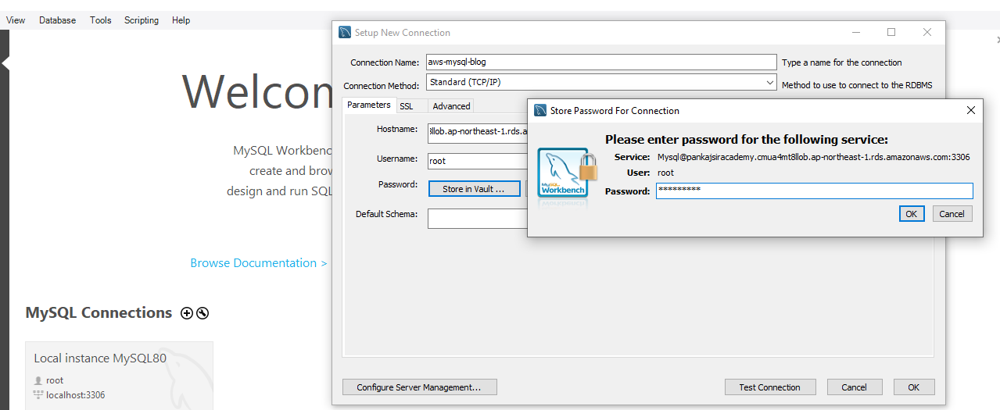 View Database Tools Scripting Help
Setup New Connection
Connection Name: aws-mysql-blog Type a name for the connection
Connection Method: Standard (TCP/IP) Method to use to connect to the RDBMS
Parameters SSL Advanced
Hostname: llob.ap-northeast-1.rds.a
Username: root
Password: Store in Vault ...
Default Schema:
Store Password For Connection
Please enter password for the following service:
Service: Mysql@pankajsiracademy.cmua4mt8llob.ap-northeast-1.rds.amazonaws.com:3306
User: root
Password: *********
MySQL
Workbench
OK Cancel
Welcom
MySQL Workbenc
create and brow
design and run SQL
Browse Documentation >
MySQL Connections
Local instance MySQL80
root
localhost:3306
Configure Server Management... Test Connection Cancel OK